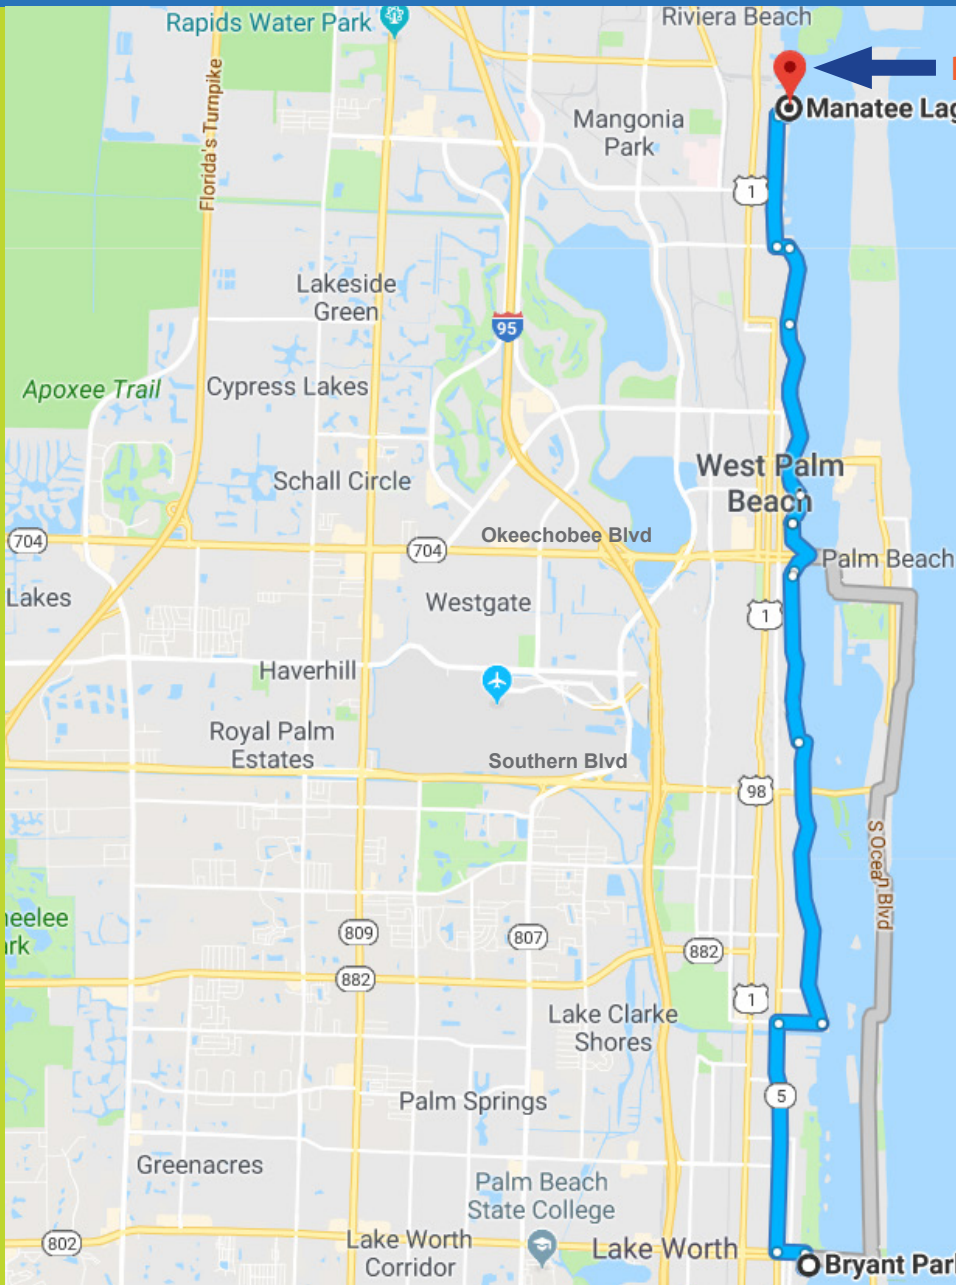 Rapids Water Park
Riviera Beach
Manatee Lag
Mangonia
Park
Florida's Turnpike
1
Lakeside
Green
95
Apoxee Trail
Cypress Lakes
West Palm
Beach
Schall Circle
Okeechobee Blvd
704
704
Palm Beach
Lakes
Westgate
1
Haverhill
Royal Palm
Estates
Southern Blvd
98
S Ocean Blvd
heelee
ark
809
807
882
882
1
Lake Clarke
Shores
5
Palm Springs
Greenacres
Palm Beach
State College
802
Lake Worth
Corridor
Lake Worth
Bryant Par